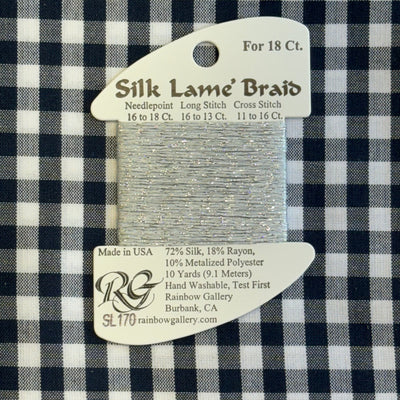 For 18 Ct.
Silk Lame' Braid
Needlepoint Long Stitch Cross Stitch
16 to 18 Ct. 16 to 13 Ct. 11 to 16 Ct.
Made in USA
72% Silk, 18% Rayon,
10% Metalized Polyester
10 Yards (9.1 Meters)
Hand Washable, Test First
Rainbow Gallery
Burbank, CA
RG
SL170 rainbowgallery.com